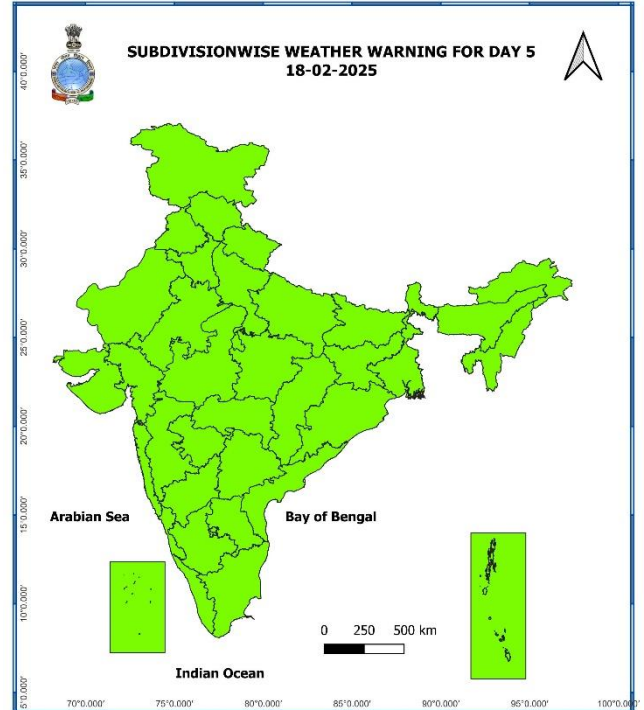 SUBDIVISIONWISE WEATHER WARNING FOR DAY 5
18-02-2025
40°0.000'
35°0.000'
30°0.000'
25°0.000'
20°0.000'
15°0.000'
10°0.000'
5°0.000'
Arabian Sea
Bay of Bengal
0 250 500 km
Indian Ocean
70°0.000' 75°0.000' 80°0.000' 85°0.000' 90°0.000' 95°0.000' 100°0.000'